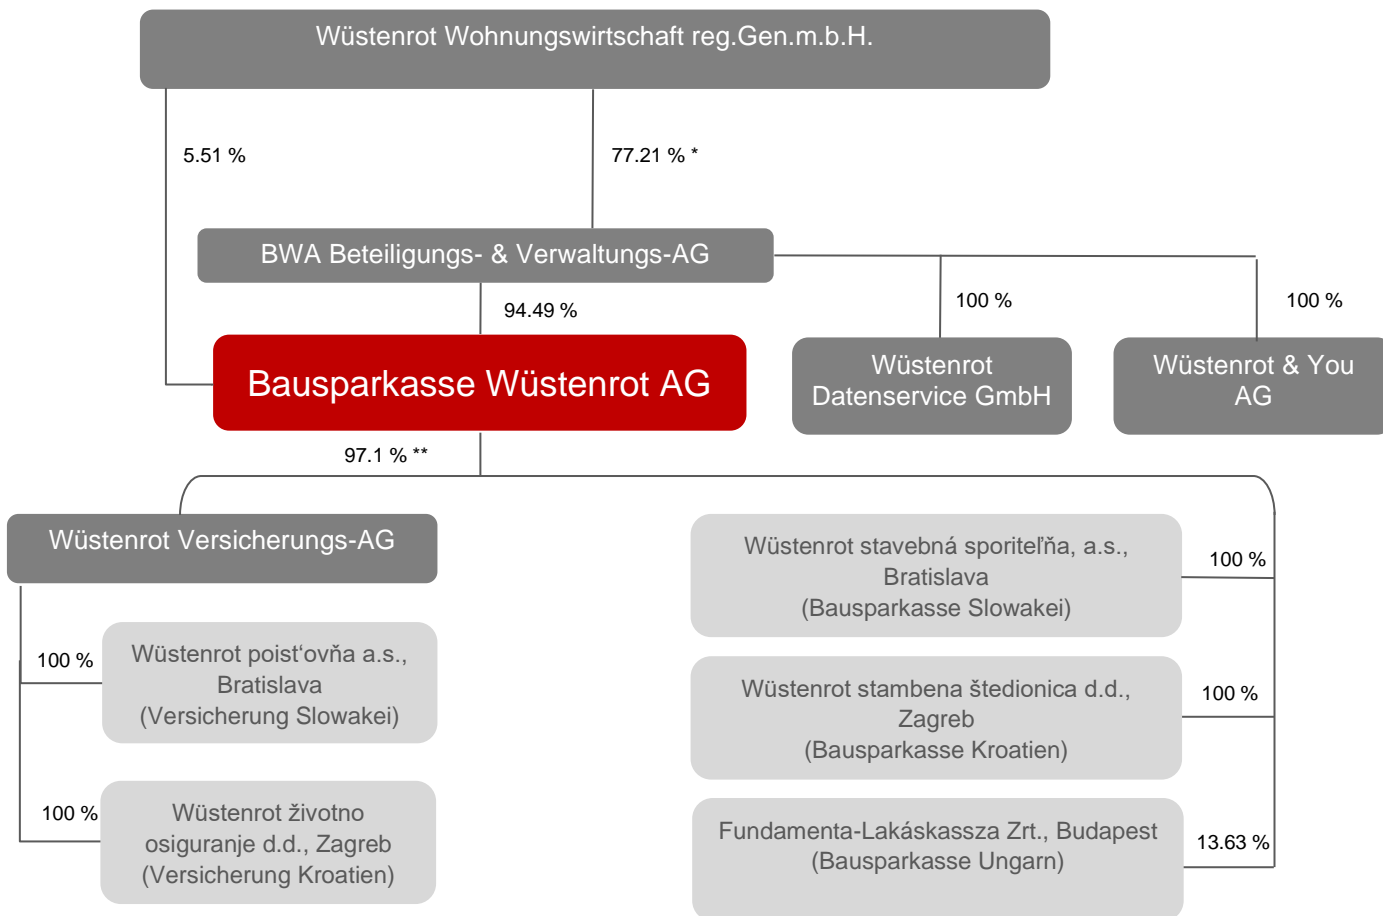 Wüstenrot Wohnungswirtschaft reg.Gen.m.b.H.
5.51 %
77.21 % *
BWA Beteiligungs- & Verwaltungs-AG
94.49 %
100 %
100 %
Bausparkasse Wüstenrot AG
Wüstenrot
Datenservice GmbH
Wüstenrot & You
AG
97.1 % **
Wüstenrot Versicherungs-AG
100 %
Wüstenrot poist‘ovňa a.s.,
Bratislava
(Versicherung Slowakei)
100 %
Wüstenrot životno
osiguranje d.d., Zagreb
(Versicherung Kroatien)
Wüstenrot stavebná sporiteľňa, a.s.,
Bratislava
(Bausparkasse Slowakei)
100 %
Wüstenrot stambena štedionica d.d.,
Zagreb
(Bausparkasse Kroatien)
100 %
Fundamenta-Lakáskassza Zrt., Budapest
(Bausparkasse Ungarn)
13.63 %